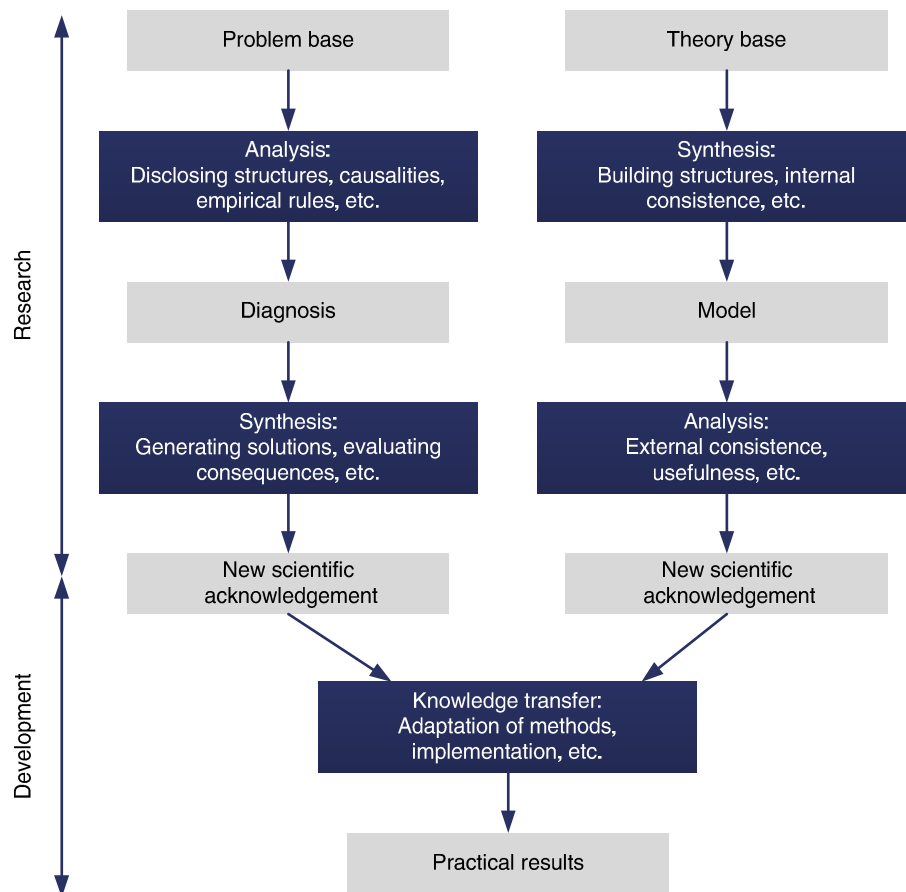 Problem base
Theory base
Analysis:
Disclosing structures, causalities,
empirical rules, etc.
Synthesis:
Building structures, internal
consistence, etc.
Research
Diagnosis
Model
Synthesis:
Generating solutions, evaluating
consequences, etc.
Analysis:
External consistence,
usefulness, etc.
New scientific
acknowledgement
New scientific
acknowledgement
Development
Knowledge transfer:
Adaptation of methods,
implementation, etc.
Practical results